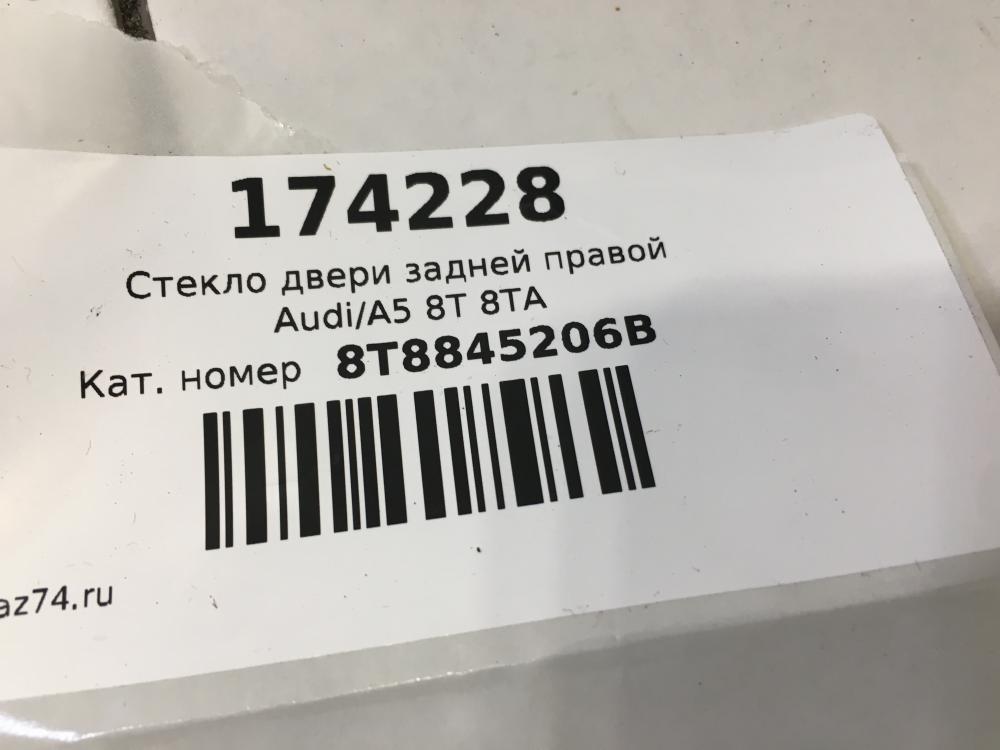 174228
Стекло двери задней правой
Audi/A5 8T 8TA
Кат. номер 8T8845206B
az74.ru